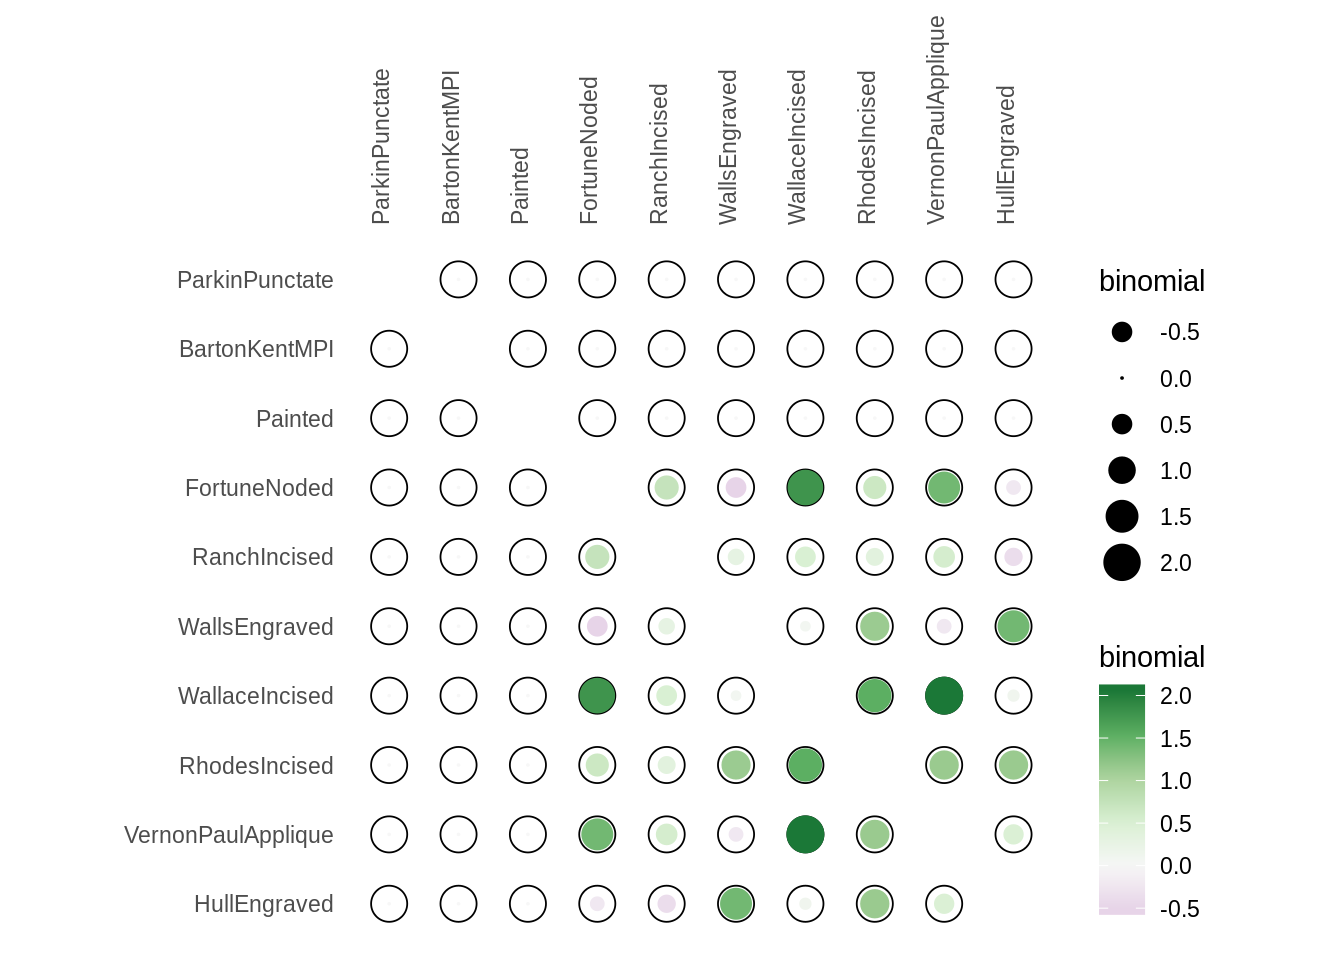 ParkinPunctate
BartonKentMPI
Painted
FortuneNoded
RanchIncised
WallsEngraved
WallaceIncised
RhodesIncised
VernonPaulApplique
HullEngraved
ParkinPunctate
BartonKentMPI
Painted
FortuneNoded
RanchIncised
WallsEngraved
WallaceIncised
RhodesIncised
VernonPaulApplique
HullEngraved
binomial
-0.5
0.0
0.5
1.0
1.5
2.0
binomial
2.0
1.5
1.0
0.5
0.0
-0.5